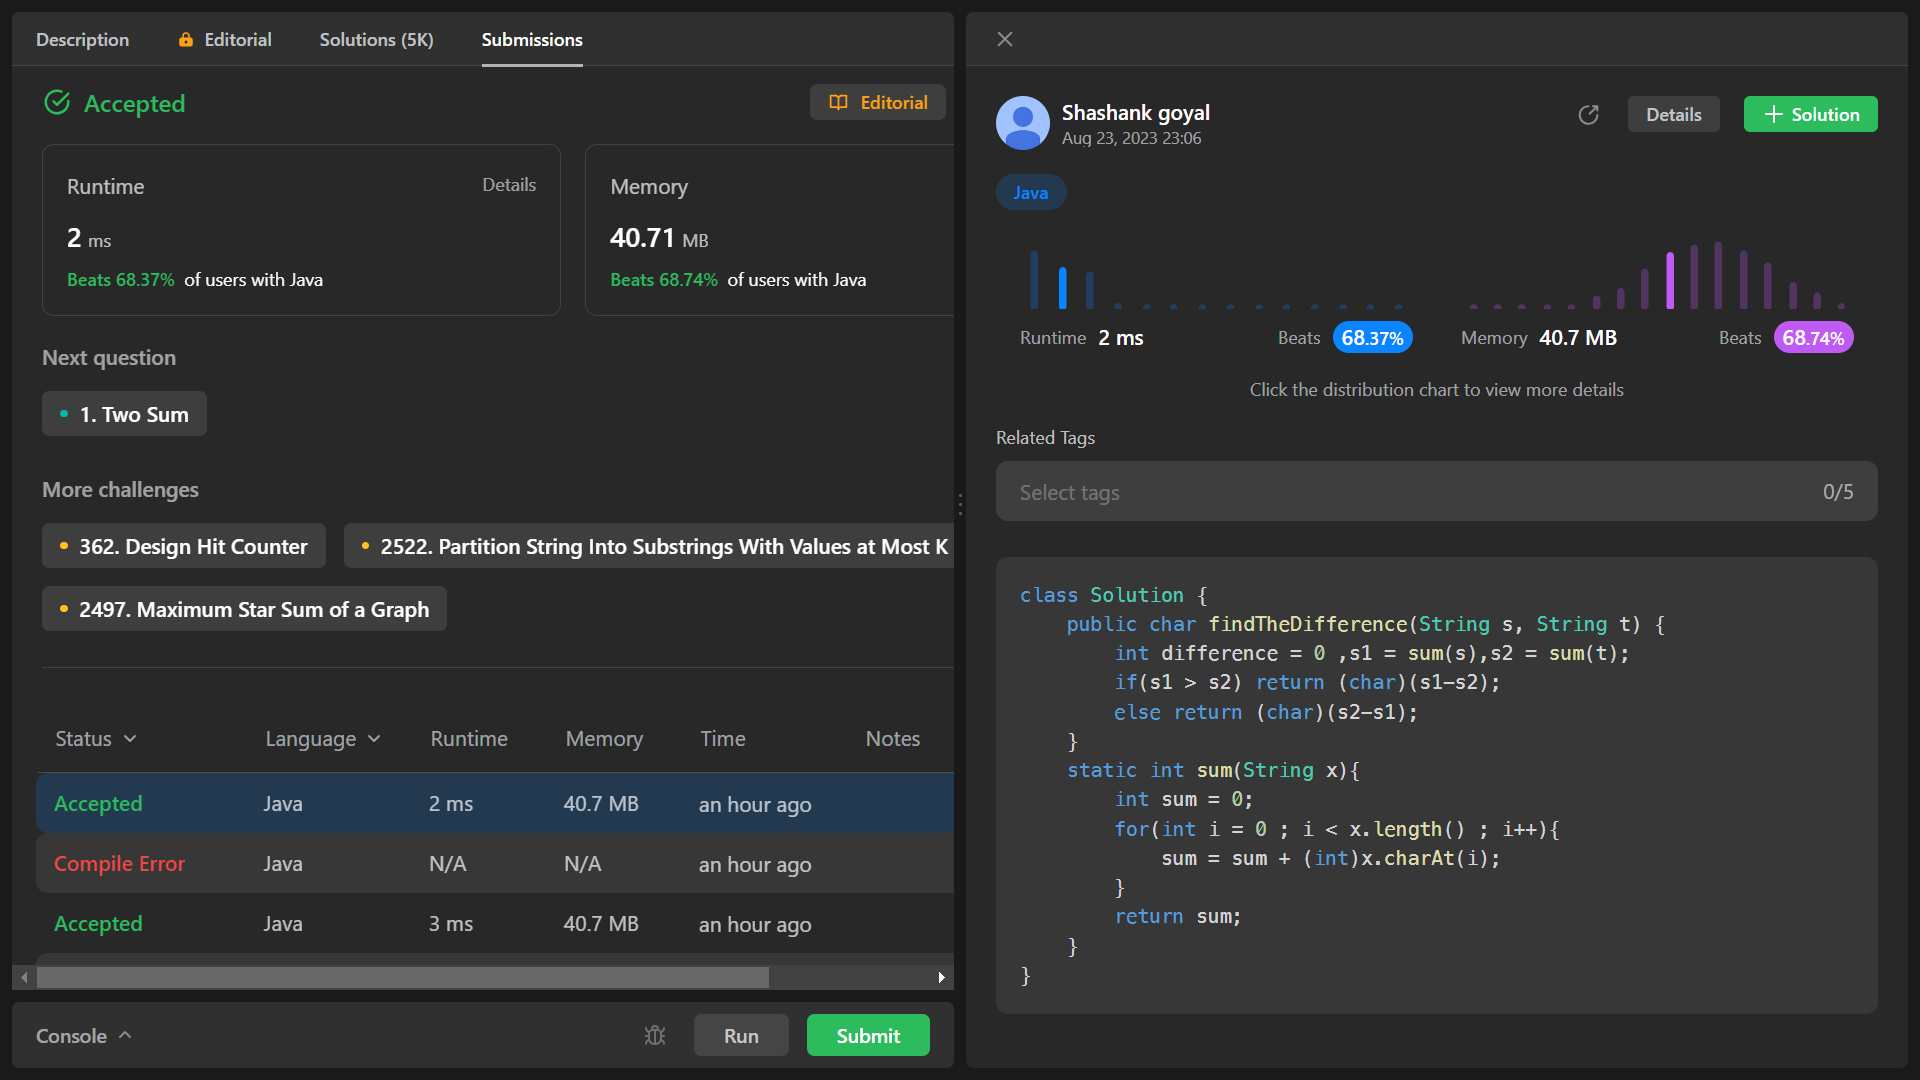 Description Editorial Solutions (5K) Submissions
Accepted Editorial
Runtime Details
2 ms
Beats 68.37% of users with Java
Memory
40.71 MB
Beats 68.74% of users with Java
Next question
1. Two Sum
More challenges
362. Design Hit Counter 2522. Partition String Into Substrings With Values at Most K
2497. Maximum Star Sum of a Graph
Status Language Runtime Memory Time Notes
Accepted Java 2 ms 40.7 MB an hour ago
Compile Error Java N/A N/A an hour ago
Accepted Java 3 ms 40.7 MB an hour ago
Console Run Submit
Shashank goyal
Aug 23, 2023 23:06
Details + Solution
Java
Runtime 2 ms Beats 68.37% Memory 40.7 MB Beats 68.74%
Click the distribution chart to view more details
Related Tags
Select tags 0/5
class Solution {
    public char findTheDifference(String s, String t) {
        int difference = 0 ,s1 = sum(s),s2 = sum(t);
        if(s1 > s2) return (char)(s1-s2);
        else return (char)(s2-s1);
    }
    static int sum(String x){
        int sum = 0;
        for(int i = 0 ; i < x.length() ; i++){
            sum = sum + (int)x.charAt(i);
        }
        return sum;
    }
}